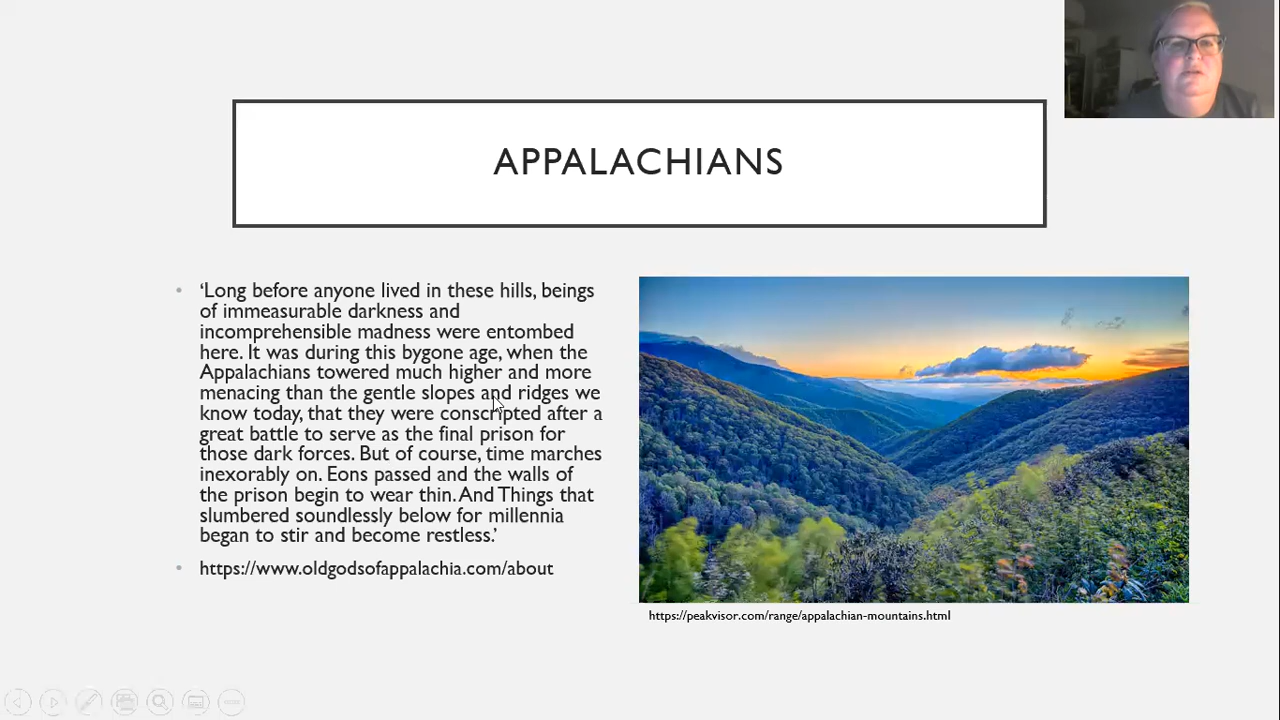 APPALACHIANS
‘Long before anyone lived in these hills, beings
of immeasurable darkness and
incomprehensible madness were entombed
here. It was during this bygone age, when the
Appalachians towered much higher and more
menacing than the gentle slopes and ridges we
know today, that they were conscripted after a
great battle to serve as the final prison for
those dark forces. But of course, time marches
inexorably on. Eons passed and the walls of
the prison begin to wear thin. And Things that
slumbered soundlessly below for millennia
began to stir and become restless.’
https://www.oldgodsofappalachia.com/about
https://peakvisor.com/range/appalachian-mountains.html